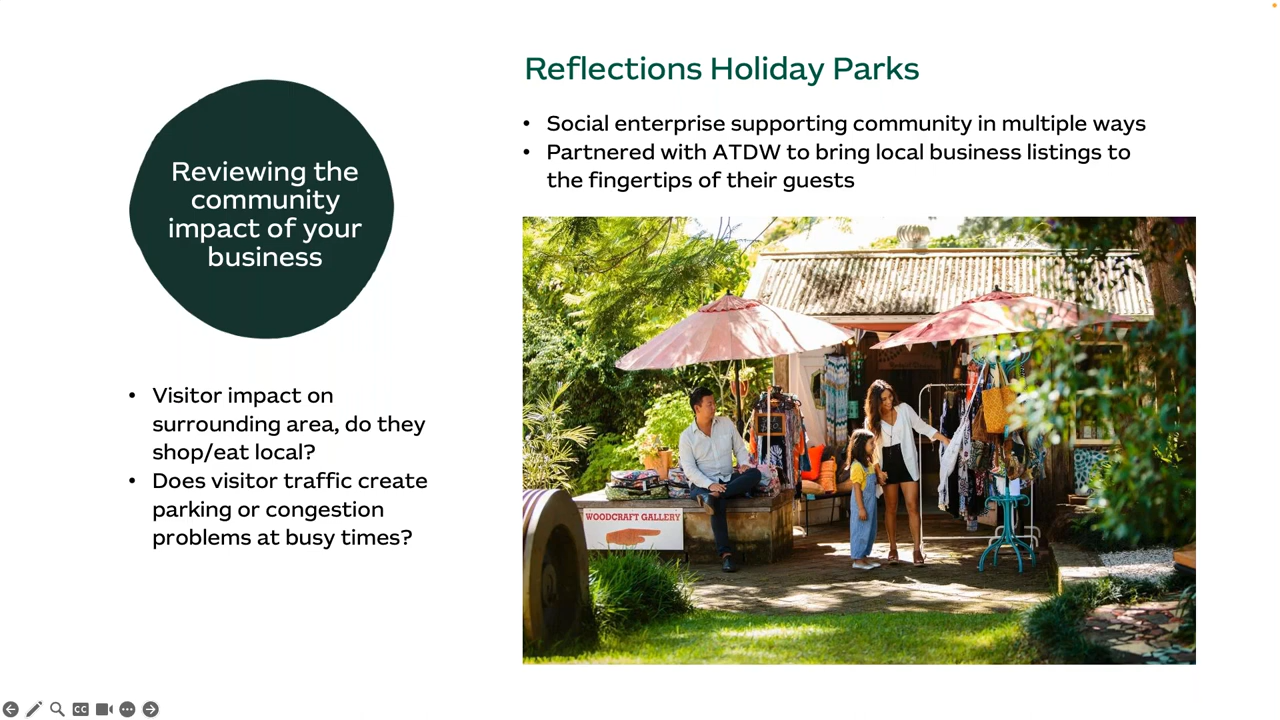 Reviewing the
community
impact of your
business
• Visitor impact on
surrounding area, do they
shop/eat local?
• Does visitor traffic create
parking or congestion
problems at busy times?
Reflections Holiday Parks
• Social enterprise supporting community in multiple ways
• Partnered with ATDW to bring local business listings to
the fingertips of their guests
WOODCRAFT GALLERY
CC